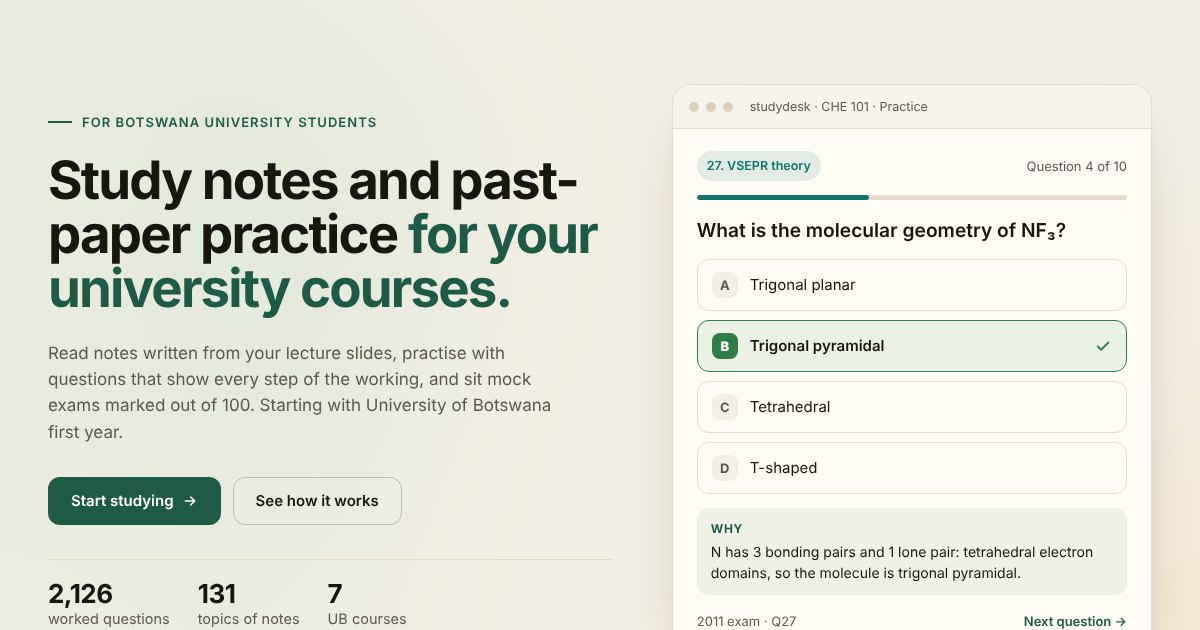 FOR BOTSWANA UNIVERSITY STUDENTS
Study notes and past-
paper practice for your
university courses.
Read notes written from your lecture slides, practise with
questions that show every step of the working, and sit mock
exams marked out of 100. Starting with University of Botswana
first year.
Start studying →
See how it works
2,126
worked questions
131
topics of notes
7
UB courses
studydesk · CHE 101 · Practice
27. VSEPR theory
Question 4 of 10
What is the molecular geometry of NF₃?
A Trigonal planar
B Trigonal pyramidal ✓
C Tetrahedral
D T-shaped
WHY
N has 3 bonding pairs and 1 lone pair: tetrahedral electron
domains, so the molecule is trigonal pyramidal.
2011 exam · Q27
Next question →